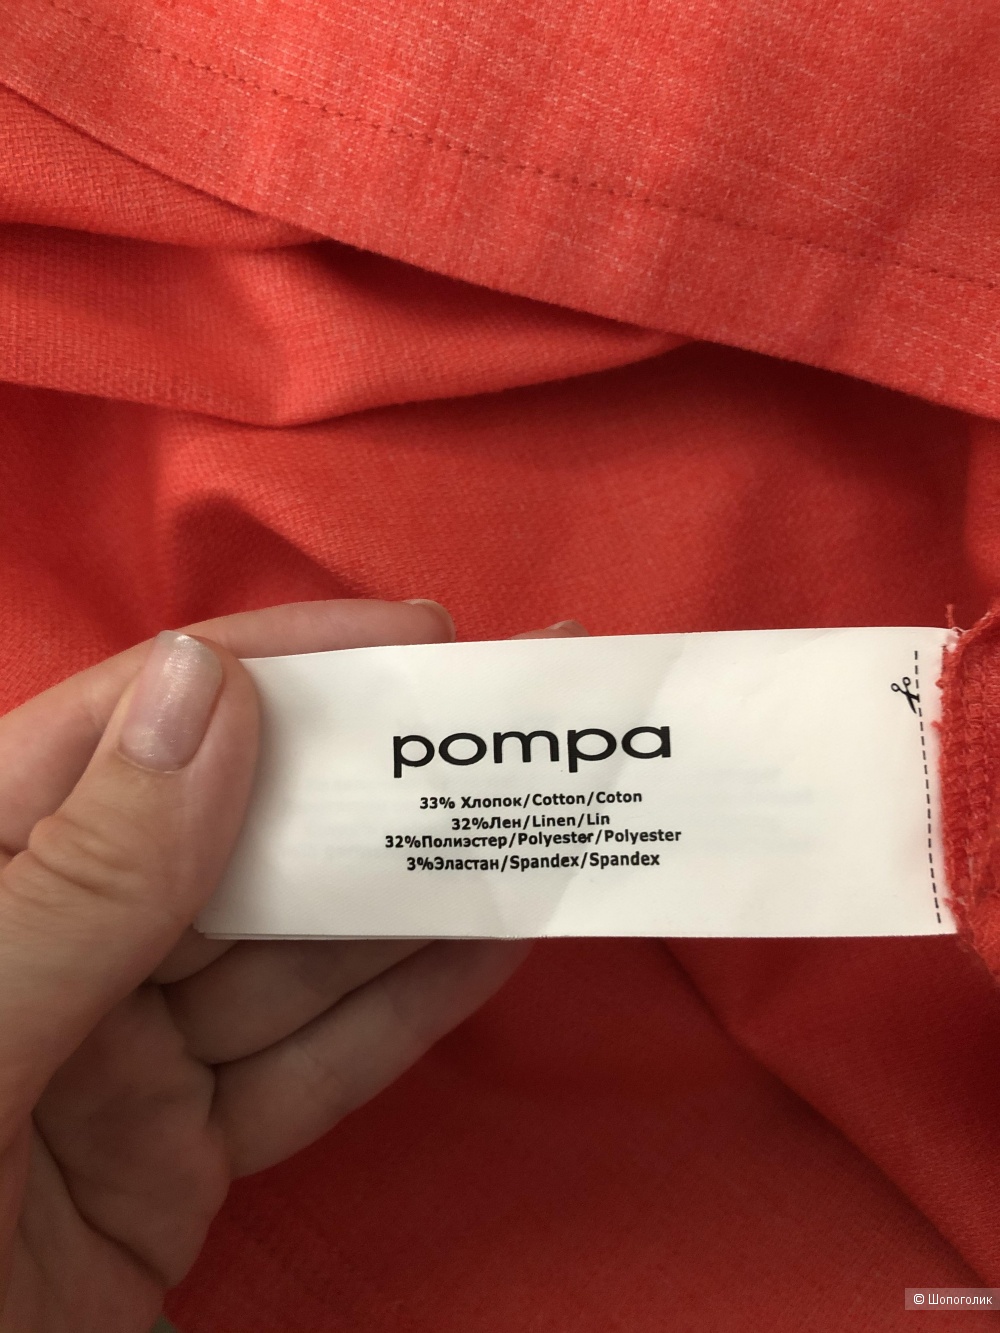 pompa
33% Хлопок/Cotton/Coton
32%Лен/Linen/Lin
32%Полиэстер/Polyester/Polyester
3%Эластан/Spandex/Spandex
© Шопоголик